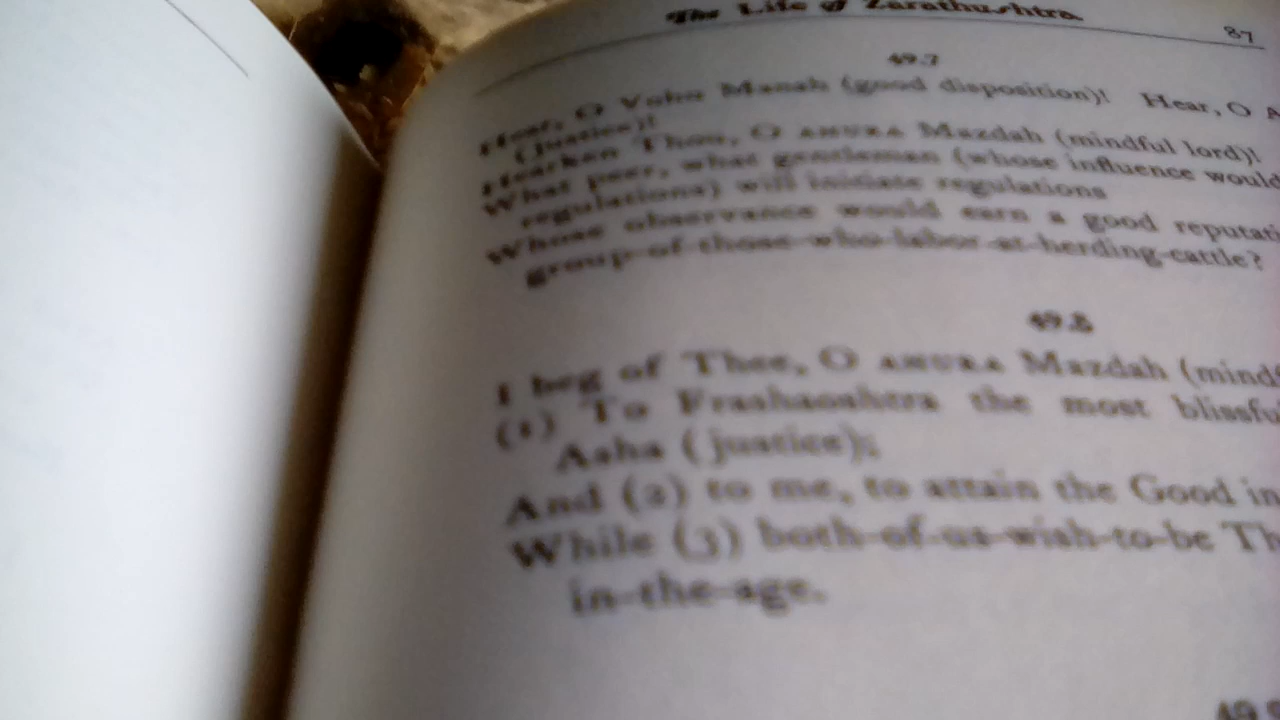 The Life of Zarathushtra
87
49.7
Hear, O Vohu Manah (good disposition)! Hear, O A
(justice)!
Hearken Thou, O AHURA Mazdah (mindful lord)!
What peer, what gentleman (whose influence would
regulations) will initiate regulations
Whose observance would earn a good reputati
group-of-those-who-labor-at-herding-cattle?
49.8
I beg of Thee, O AHURA Mazdah (mindf
(1) To Frashaoshtra the most blissfu
Asha (justice);
And (2) to me, to attain the Good in
While (3) both-of-us-wish-to-be Th
in-the-age.
49.9